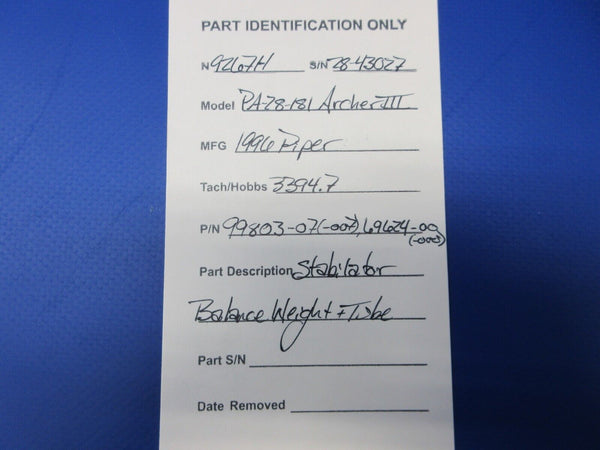 PART IDENTIFICATION ONLY
N 9267H S/N 28-43027
Model PA-28-181 Archer III
MFG 1996 Piper
Tach/Hobbs 3394.7
P/N 99803-07(-007), 69624-00
(-000)
Part Description Stabilator
Balance Weight + Tube
Part S/N
Date Removed